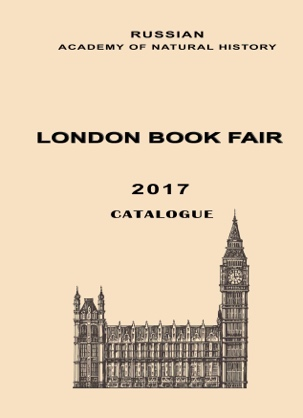 RUSSIAN
ACADEMY OF NATURAL HISTORY
LONDON BOOK FAIR
2017
CATALOGUE